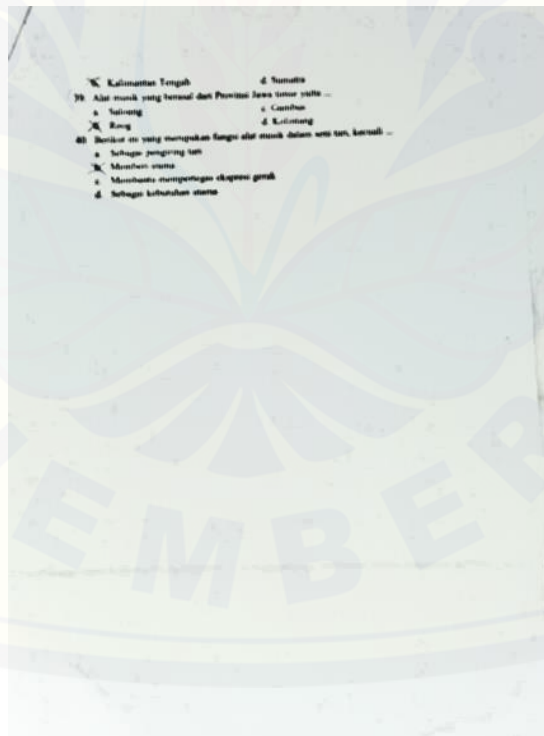 b. Kalimantan Tengah d. Sumatra
39. Alat musik yang berasal dari Provinsi Jawa timur yaitu ...
a. Saluang c. Gambus
b. Reog d. Kolintang
40. Berikut ini yang merupakan fungsi alat musik dalam seni tari, kecuali ...
a. Sebagai pengiring tari
b. Memberi irama
c. Membantu mempertegas ekspresi gerak
d. Sebagai kebutuhan utama
EMBER